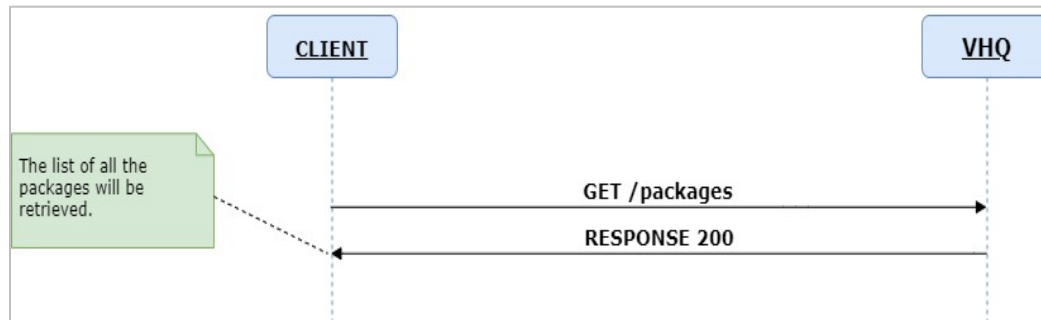 CLIENT
VHQ
The list of all the
packages will be
retrieved.
GET /packages
RESPONSE 200